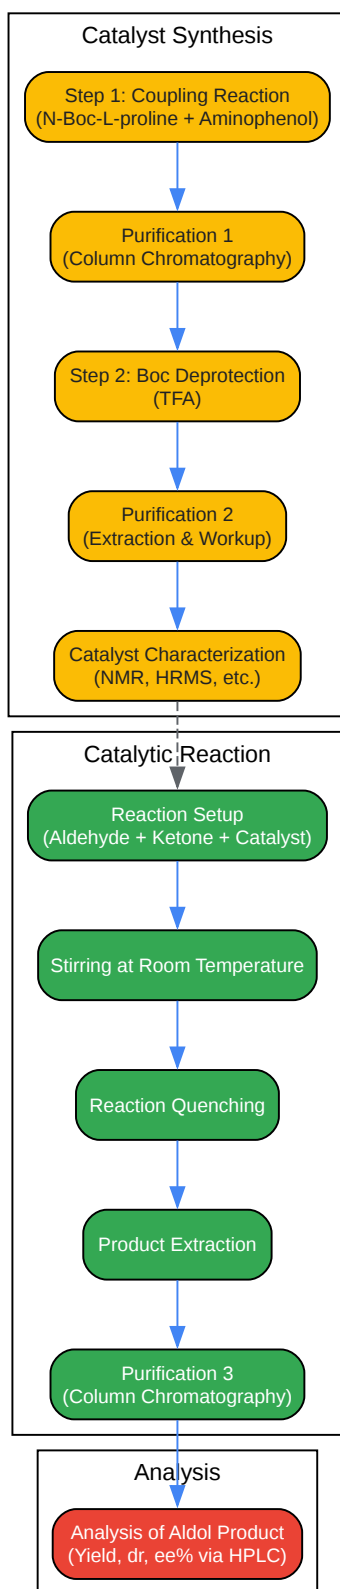 Catalyst Synthesis
Step 1: Coupling Reaction
(N-Boc-L-proline + Aminophenol)
Purification 1
(Column Chromatography)
Step 2: Boc Deprotection
(TFA)
Purification 2
(Extraction & Workup)
Catalyst Characterization
(NMR, HRMS, etc.)
Catalytic Reaction
Reaction Setup
(Aldehyde + Ketone + Catalyst)
Stirring at Room Temperature
Reaction Quenching
Product Extraction
Purification 3
(Column Chromatography)
Analysis
Analysis of Aldol Product
(Yield, dr, ee% via HPLC)